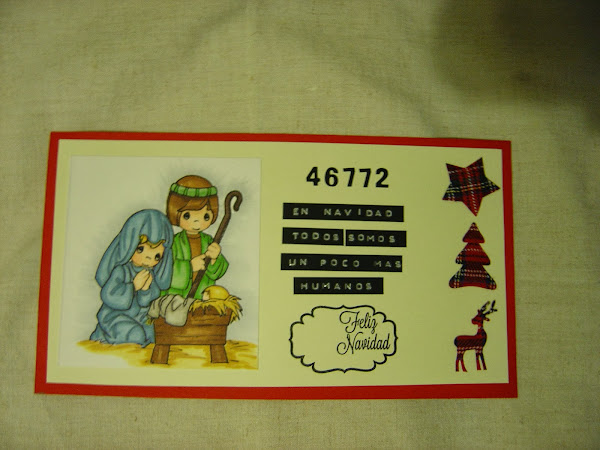 46772
EN NAVIDAD
TODOS SOMOS
UN POCO MAS
HUMANOS
Feliz
Navidad